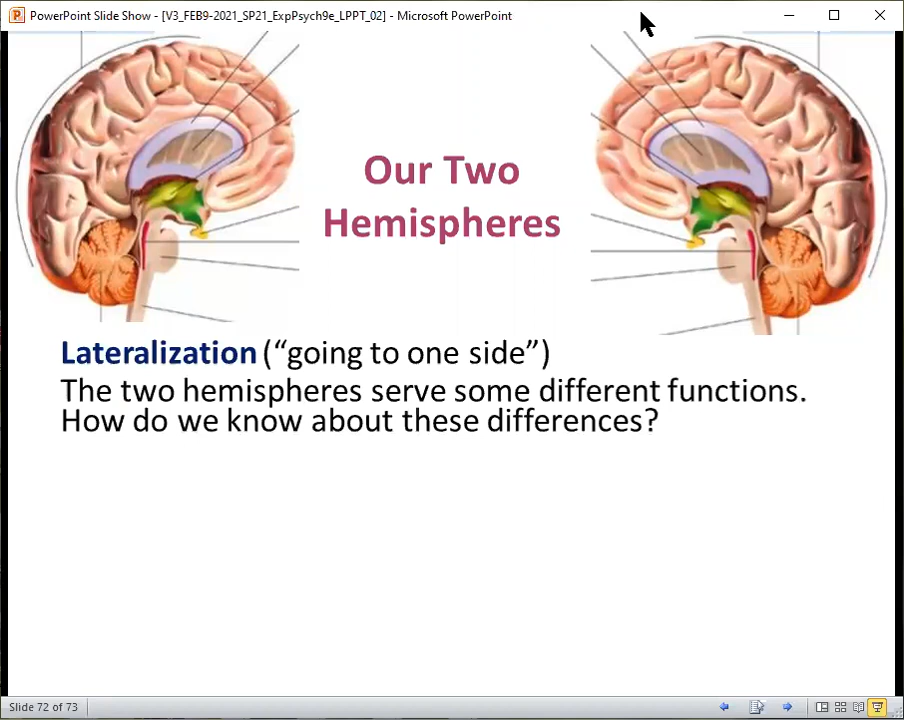 PowerPoint Slide Show - [V3_FEB9-2021_SP21_ExpPsych9e_LPPT_02] - Microsoft PowerPoint
Our Two
Hemispheres
Lateralization (“going to one side”)
The two hemispheres serve some different functions.
How do we know about these differences?
Slide 72 of 73